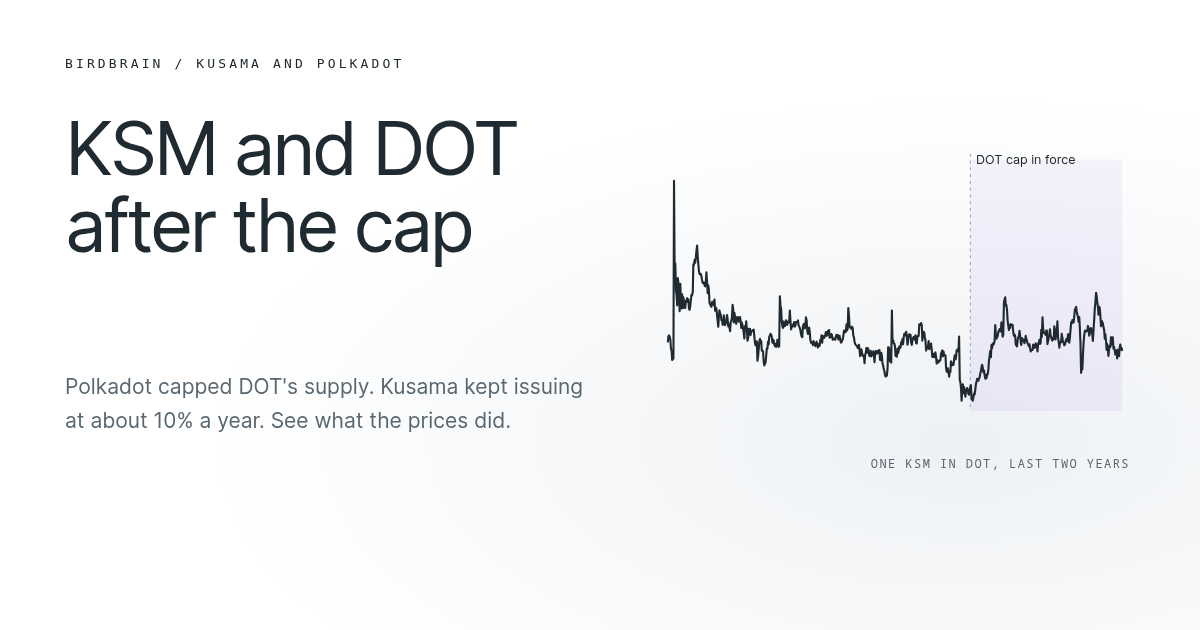 BIRDBRAIN / KUSAMA AND POLKADOT
KSM and DOT
after the cap
Polkadot capped DOT's supply. Kusama kept issuing
at about 10% a year. See what the prices did.
DOT cap in force
ONE KSM IN DOT, LAST TWO YEARS